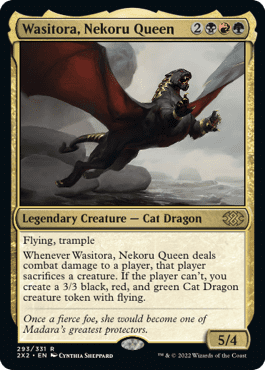 Wasitora, Nekoru Queen 2
Legendary Creature — Cat Dragon
Flying, trample
Whenever Wasitora, Nekoru Queen deals
combat damage to a player, that player
sacrifices a creature. If the player can't, you
create a 3/3 black, red, and green Cat Dragon
creature token with flying.
Once a fierce foe, she would become one of
Madara's greatest protectors.
5/4
293/331 R
2X2 • EN Cynthia Sheppard
™ & © 2022 Wizards of the Coast